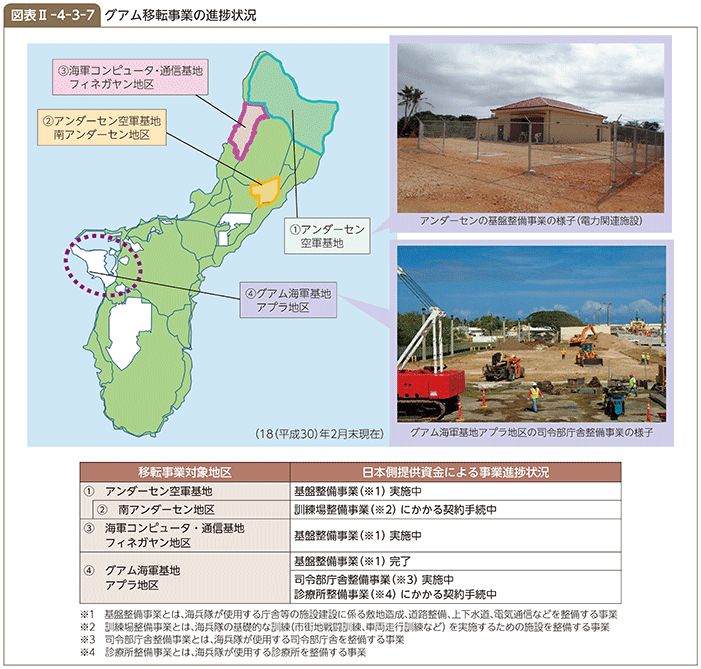 図表Ⅱ-4-3-7 グアム移転事業の進捗状況
③海軍コンピュータ・通信基地
フィネガヤン地区
②アンダーセン空軍基地
南アンダーセン地区
①アンダーセン
空軍基地
④グアム海軍基地
アプラ地区
(18(平成30)年2月末現在)
アンダーセンの基盤整備事業の様子(電力関連施設)
グアム海軍基地アプラ地区の司令部庁舎整備事業の様子
移転事業対象地区 日本側提供資金による事業進捗状況
① アンダーセン空軍基地 基盤整備事業(※1)実施中
② 南アンダーセン地区 訓練場整備事業(※2)にかかる契約手続中
③ 海軍コンピュータ・通信基地
フィネガヤン地区
基盤整備事業(※1)実施中
④ グアム海軍基地
アプラ地区
基盤整備事業(※1)完了
司令部庁舎整備事業(※3)実施中
診療所整備事業(※4)にかかる契約手続中
※1 基盤整備事業とは、海兵隊が使用する庁舎等の施設建設に係る敷地造成、道路整備、上下水道、電気通信などを整備する事業
※2 訓練場整備事業とは、海兵隊の基礎的な訓練(市街地戦闘訓練、車両走行訓練など)を実施するための施設を整備する事業
※3 司令部庁舎整備事業とは、海兵隊が使用する司令部庁舎を整備する事業
※4 診療所整備事業とは、海兵隊が使用する診療所を整備する事業